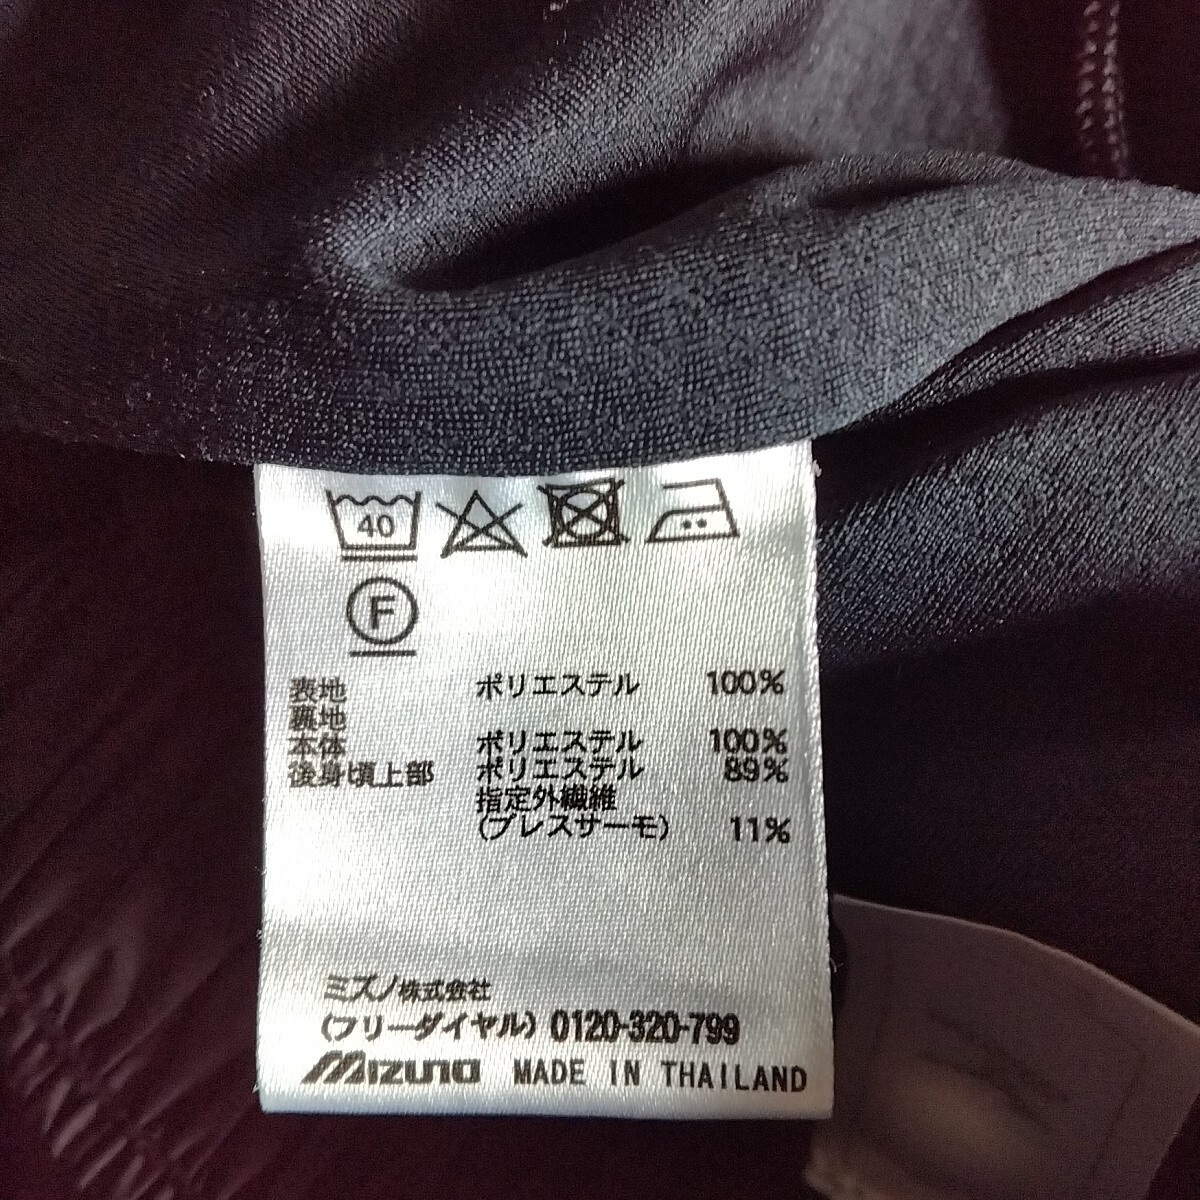 40
F
表地 ポリエステル 100%
裏地
本体 ポリエステル 100%
後身頃上部 ポリエステル 89%
指定外繊維
(ブレスサーモ) 11%
ミズノ株式会社
(フリーダイヤル) 0120-320-799
Mizuno MADE IN THAILAND